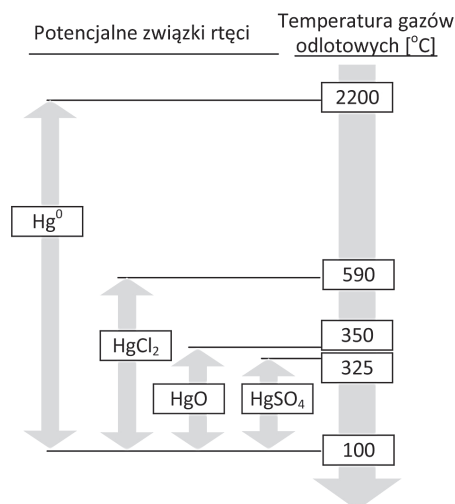 Potencjalne związki rtęci
Temperatura gazów
odlotowych [°C]
2200
Hg⁰
590
HgCl₂
350
325
HgO
HgSO₄
100